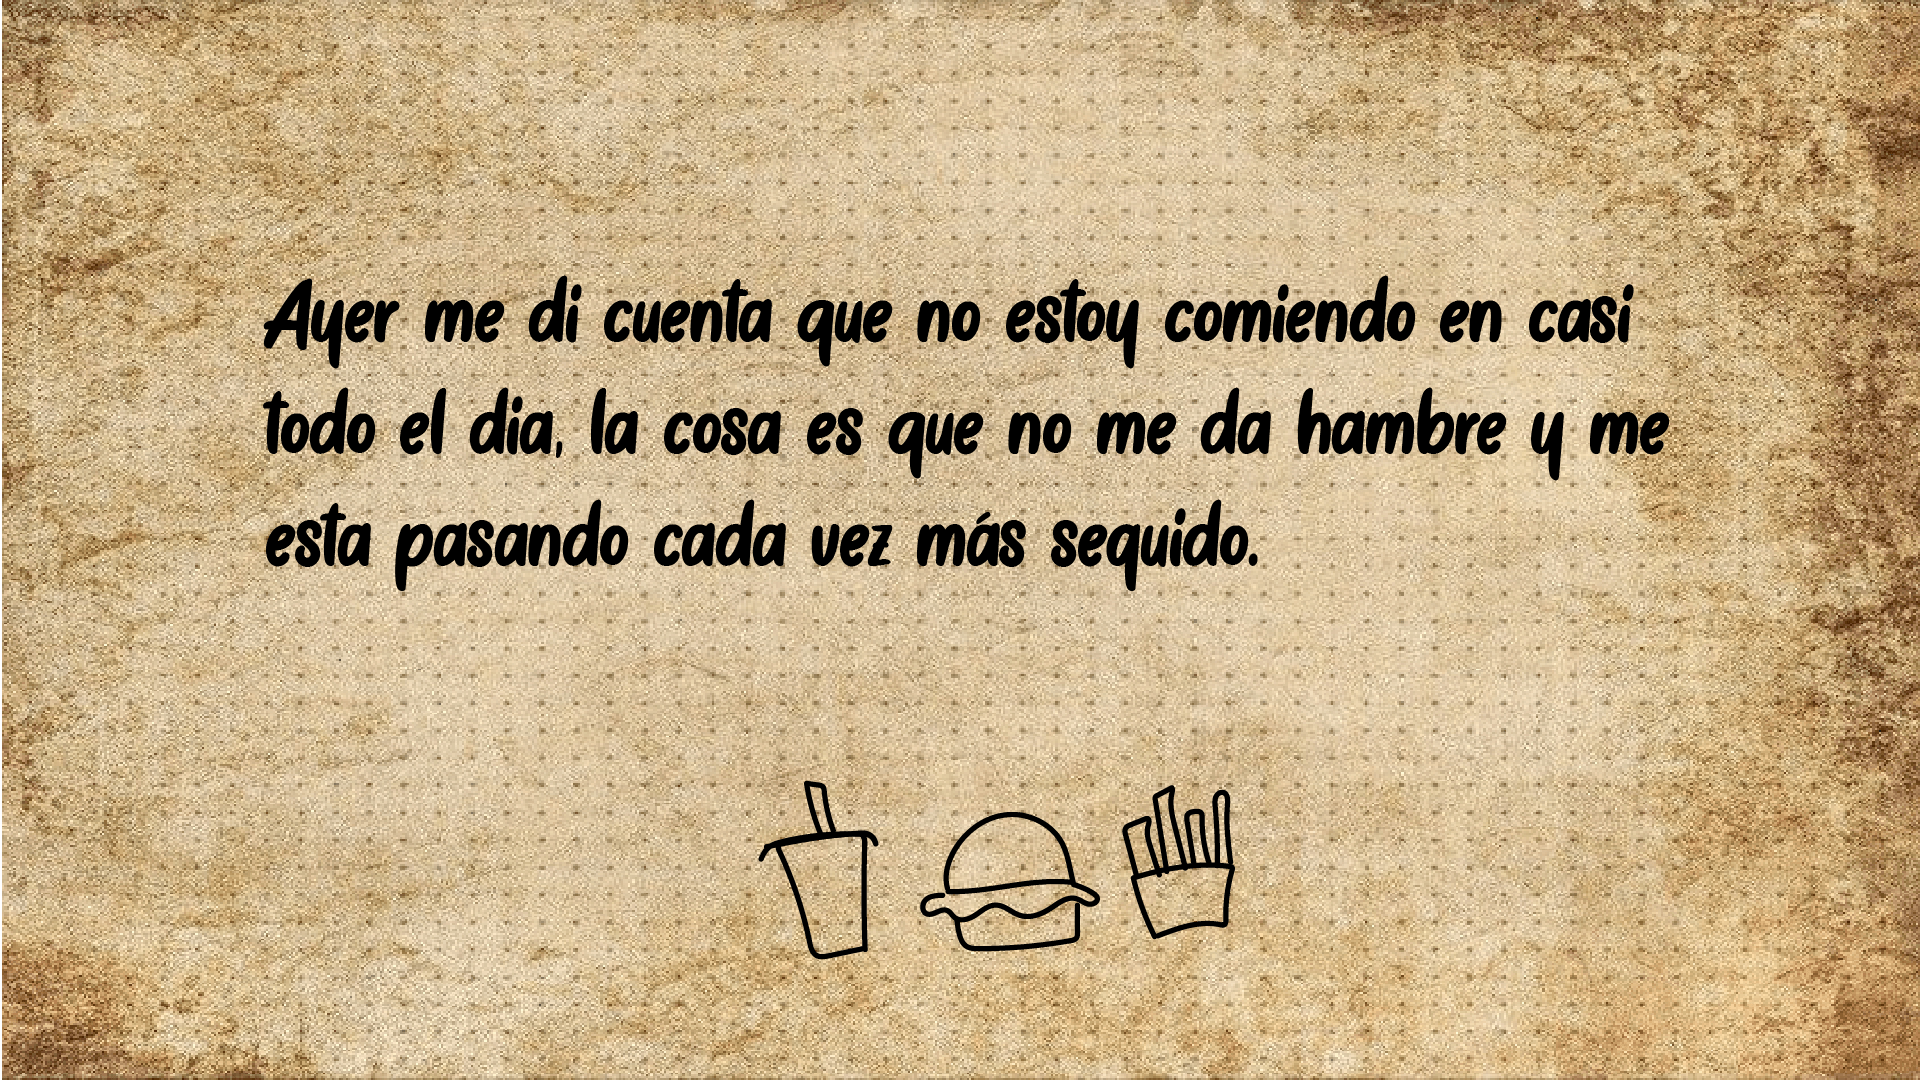 Ayer me di cuenta que no estoy comiendo en casi
todo el dia, la cosa es que no me da hambre y me
esta pasando cada vez más seguido.